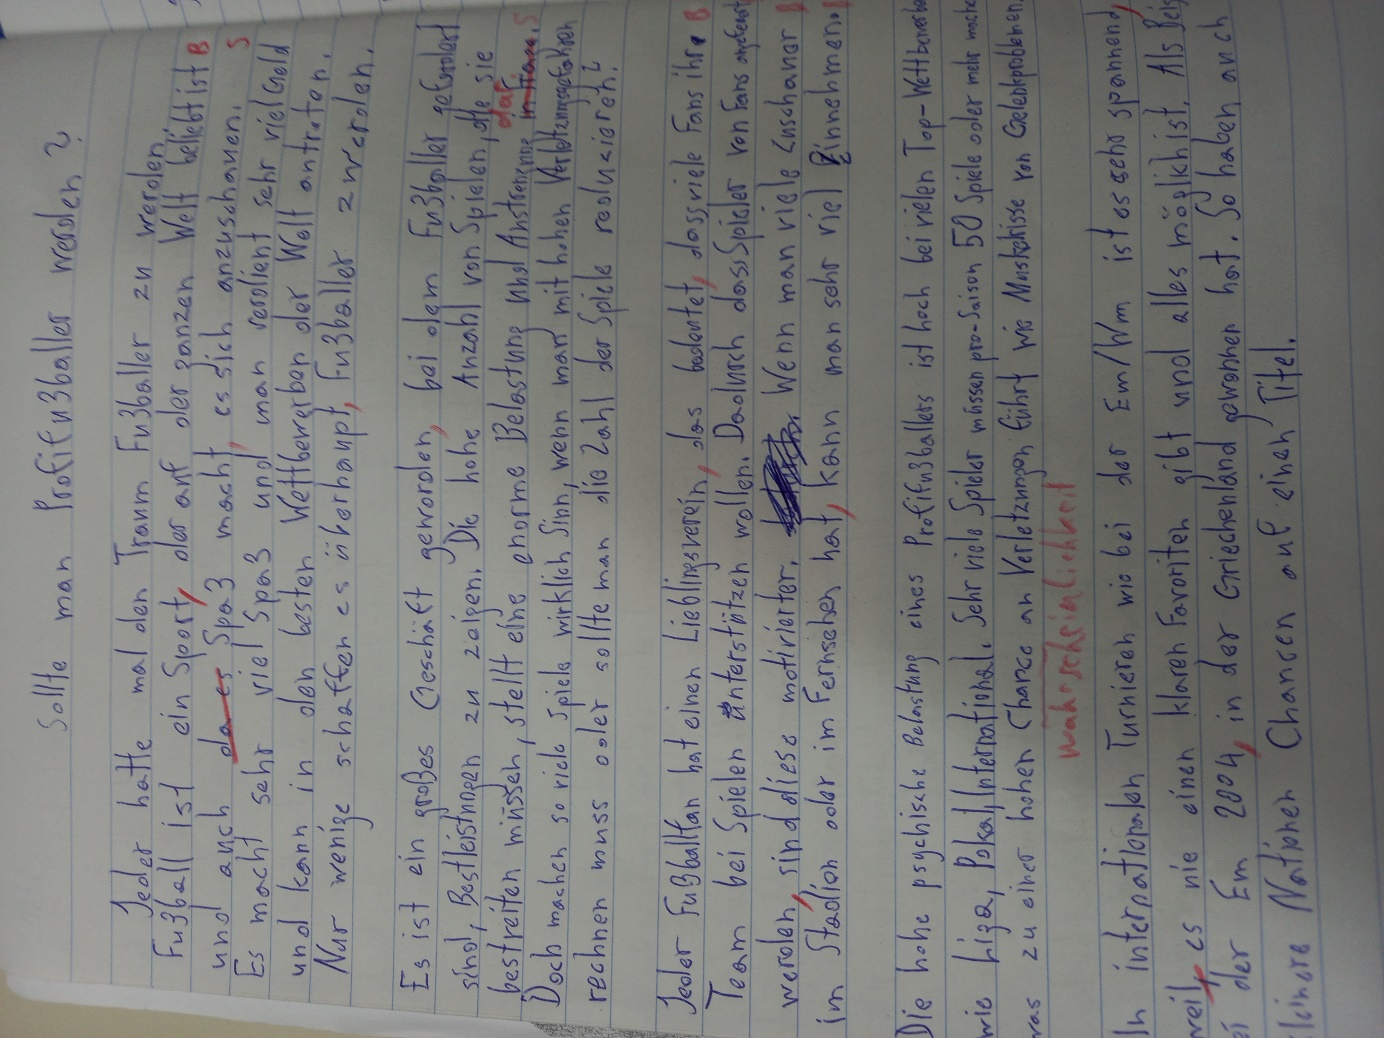 Sollte man Profifußballer werden?
Jeder hatte mal den Traum Fußballer zu werden,
Fußball ist ein Sport, der auf der ganzen Welt beliebt ist B
und auch das es Spaß macht, es sich anzuschauen. S
Es macht sehr viel Spaß und man verdient sehr viel Geld
und kann in den besten Wettbewerben der Welt antreten.
Nur wenige schaffen es überhaupt, Fußballer zu werden.
Es ist ein großes Geschäft geworden, bei dem Fußballer gefordert
sind, Bestleistungen zu zeigen. Die hohe Anzahl von Spielen, die sie
bestreiten müssen, stellt eine enorme Belastung und Anstrengung dar S
Doch machen so viele Spiele wirklich Sinn, wenn man mit hohen Verletzungsgefahren
rechnen muss oder sollte man die Zahl der Spiele reduzieren?
Jeder Fußballfan hat einen Lieblingsverein, das bedeutet, dass viele Fans ihr B
Team bei Spielen unterstützen wollen. Dadurch dass Spieler von Fans angefeuert
werden, sind diese motivierter. Wenn man viele Zuschauer
im Stadion oder im Fernsehen hat, kann man sehr viel Einnehmen.
Die hohe psychische Belastung eines Profifußballers ist hoch bei vielen Top-Wettbewerben
wie Liga, Pokal, International. Sehr viele Spieler müssen pro Saison 50 Spiele oder mehr machen
was zu einer hohen Chance an Verletzungen führt wie Muskelrisse von Gelenkproblemen,
wahrscheinlichkeit
In internationalen Turnieren wie bei der Em/Wm ist es sehr spannend,
weil es nie einen klaren Favoriten gibt und alles möglich ist. Als Beis
ei der Em 2004, in der Griechenland gewonnen hat. So haben auch
kleinere Nationen Chancen auf einen Titel.